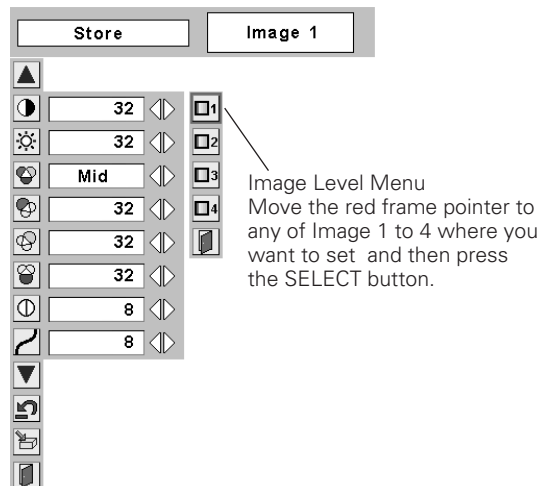 Store Image 1
32 1
32 2
Mid 3
32 4
32
32
8
8
Image Level Menu
Move the red frame pointer to
any of Image 1 to 4 where you
want to set and then press
the SELECT button.